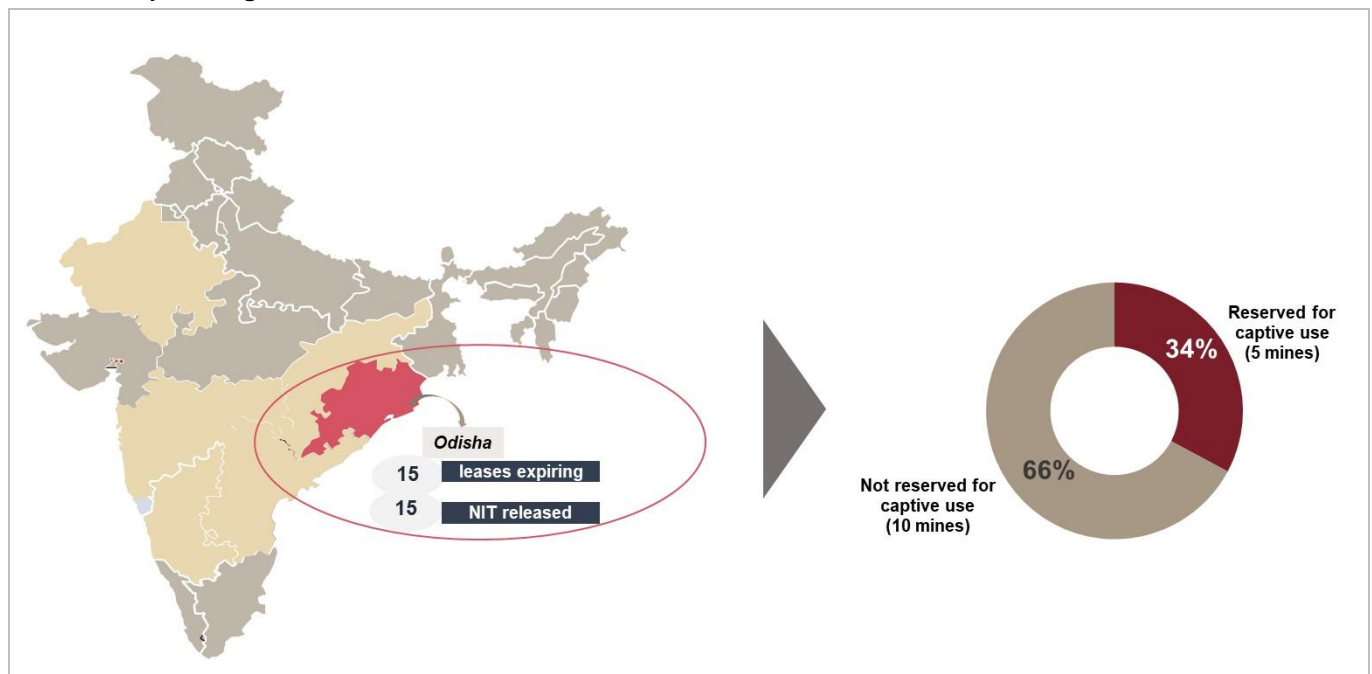 Odisha
15 leases expiring
15 NIT released
Reserved for
captive use
(5 mines)
34%
66%
Not reserved for
captive use
(10 mines)